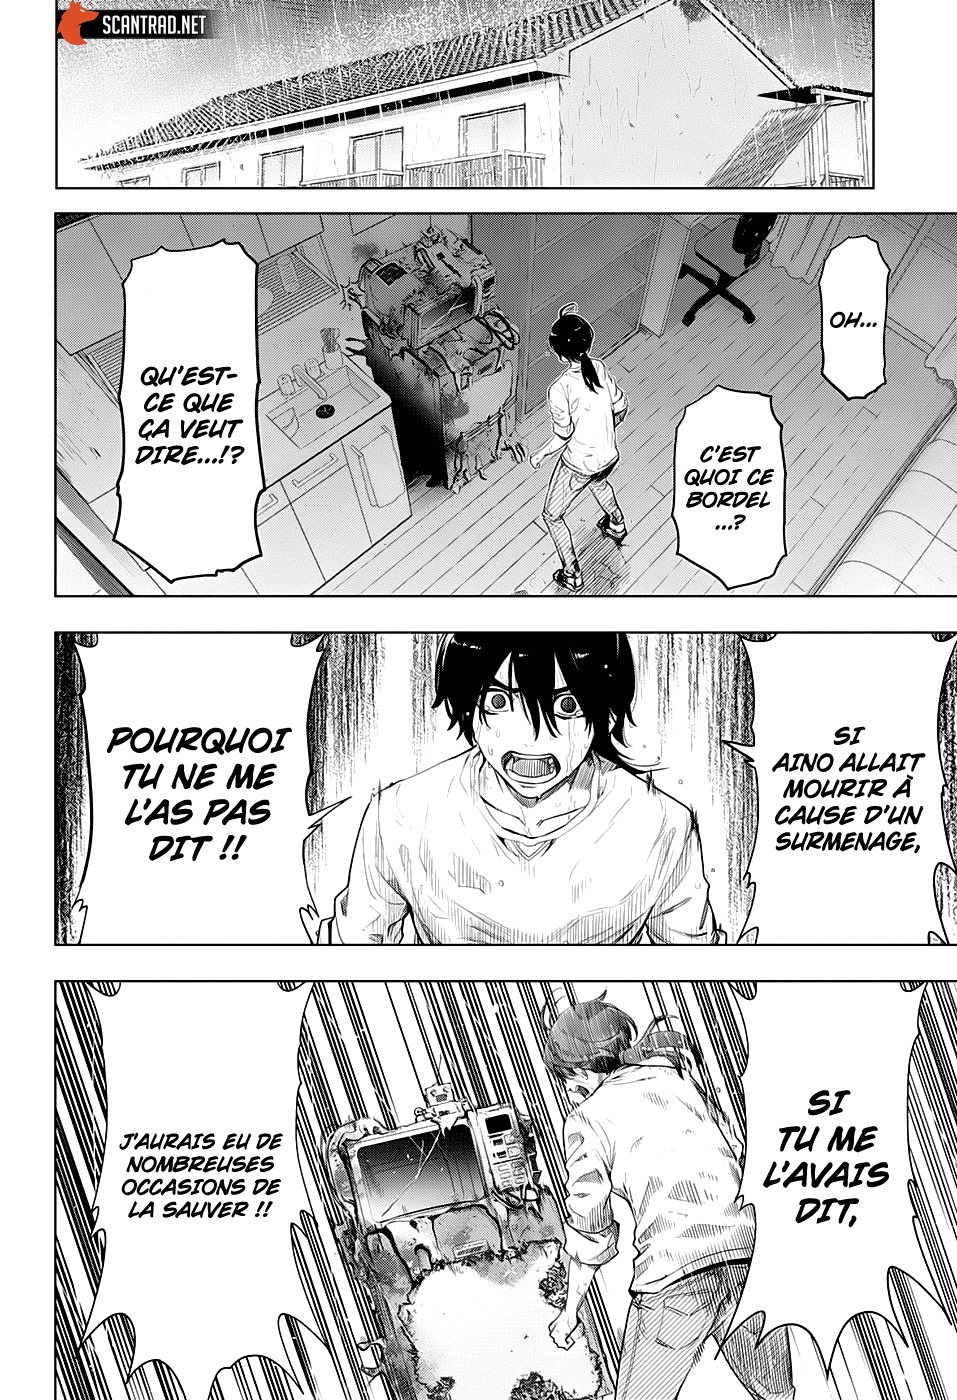 SCANTRAD.NET
OH...
C'EST
QUOI CE
BORDEL
...?
QU'EST-
CE QUE
ÇA VEUT
DIRE...!?
SI
AINO ALLAIT
MOURIR À
CAUSE D'UN
SURMENAGE,
POURQUOI
TU NE ME
L'AS PAS
DIT !!
SI
TU ME
L'AVAIS
DIT,
J'AURAIS EU DE
NOMBREUSES
OCCASIONS DE
LA SAUVER !!